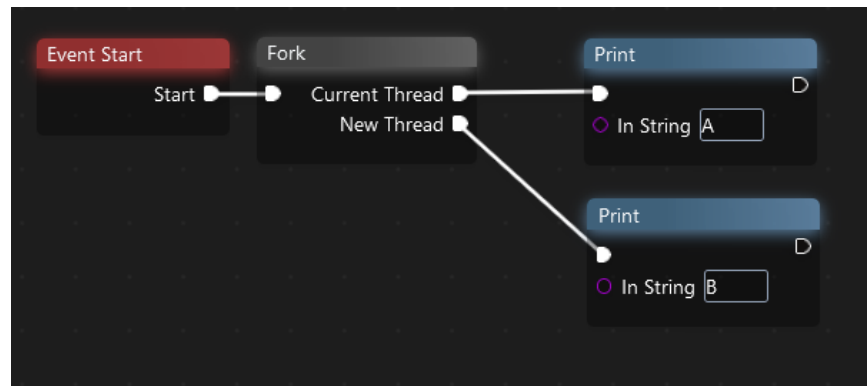 Event Start
Start
Fork
Current Thread
New Thread
Print
In String A
Print
In String B